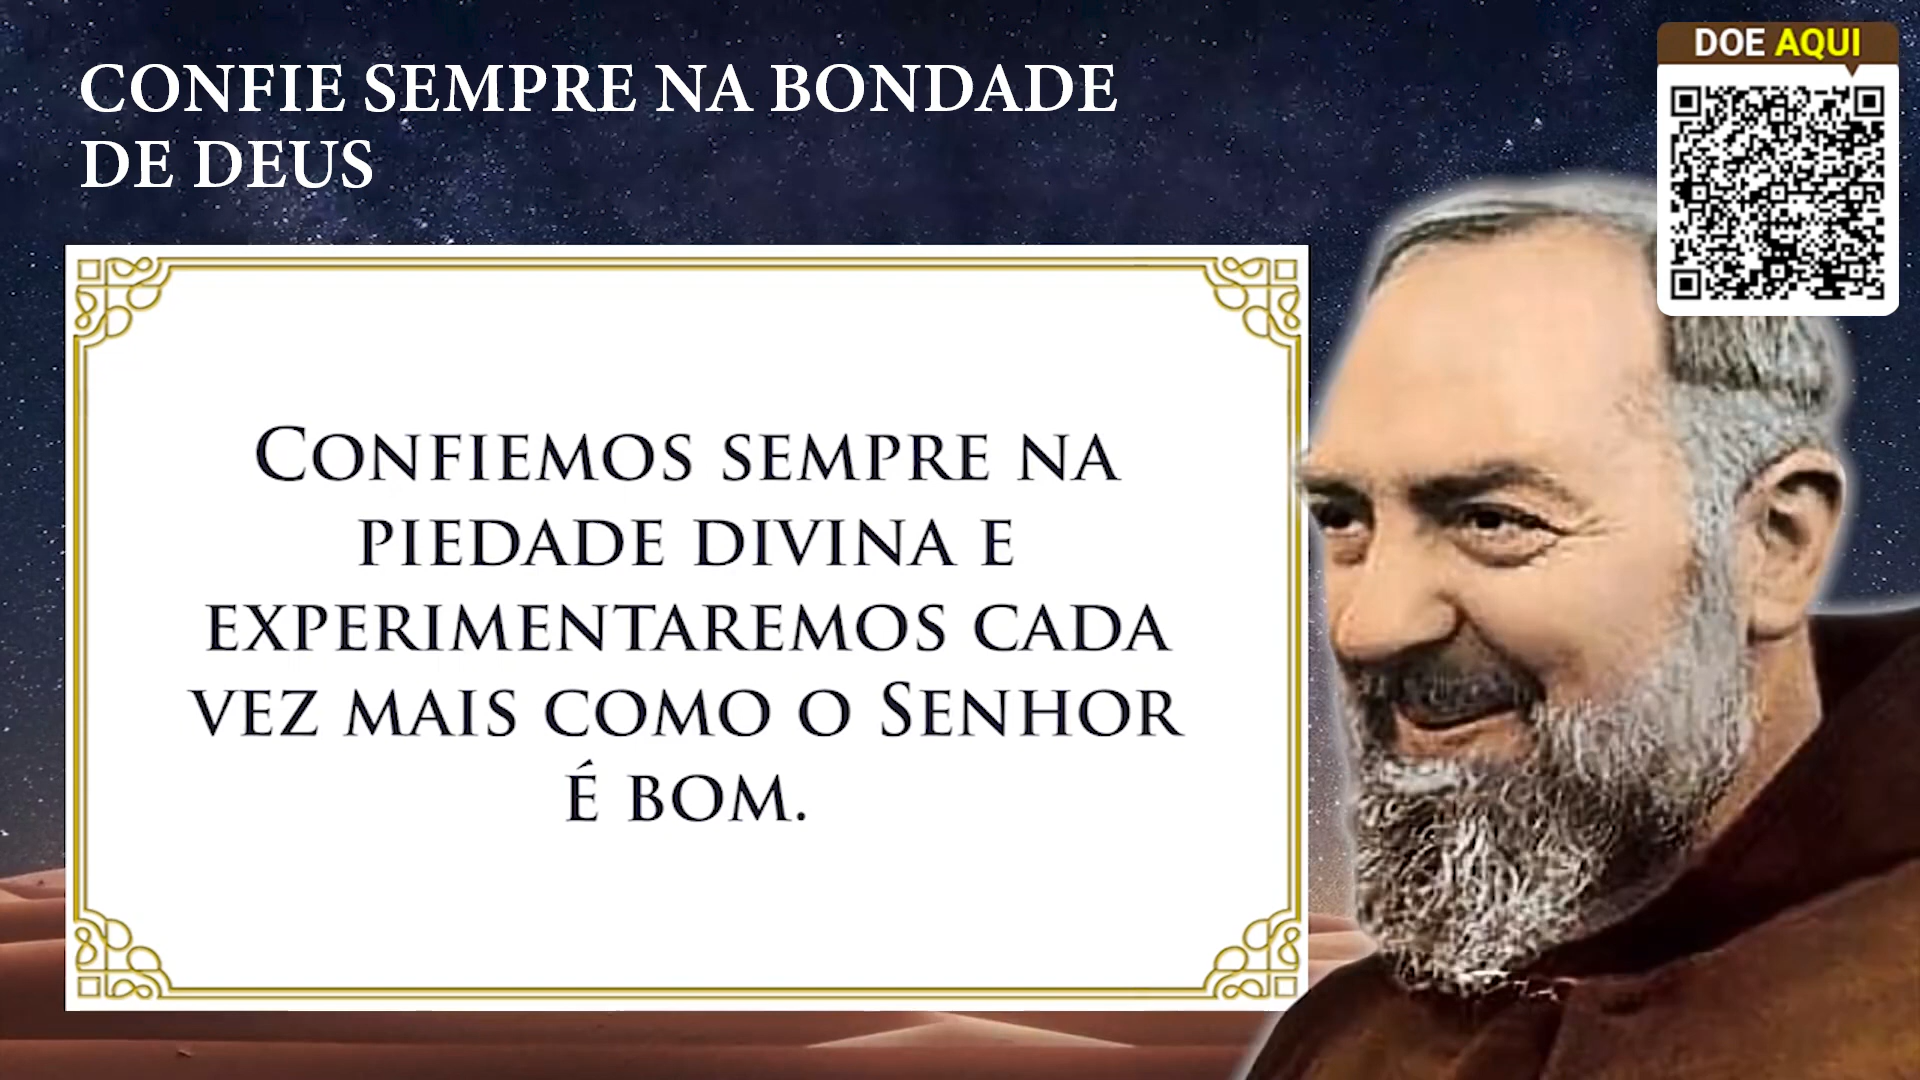 CONFIE SEMPRE NA BONDADE
DE DEUS
DOE AQUI
CONFIEMOS SEMPRE NA
PIEDADE DIVINA E
EXPERIMENTAREMOS CADA
VEZ MAIS COMO O SENHOR
É BOM.